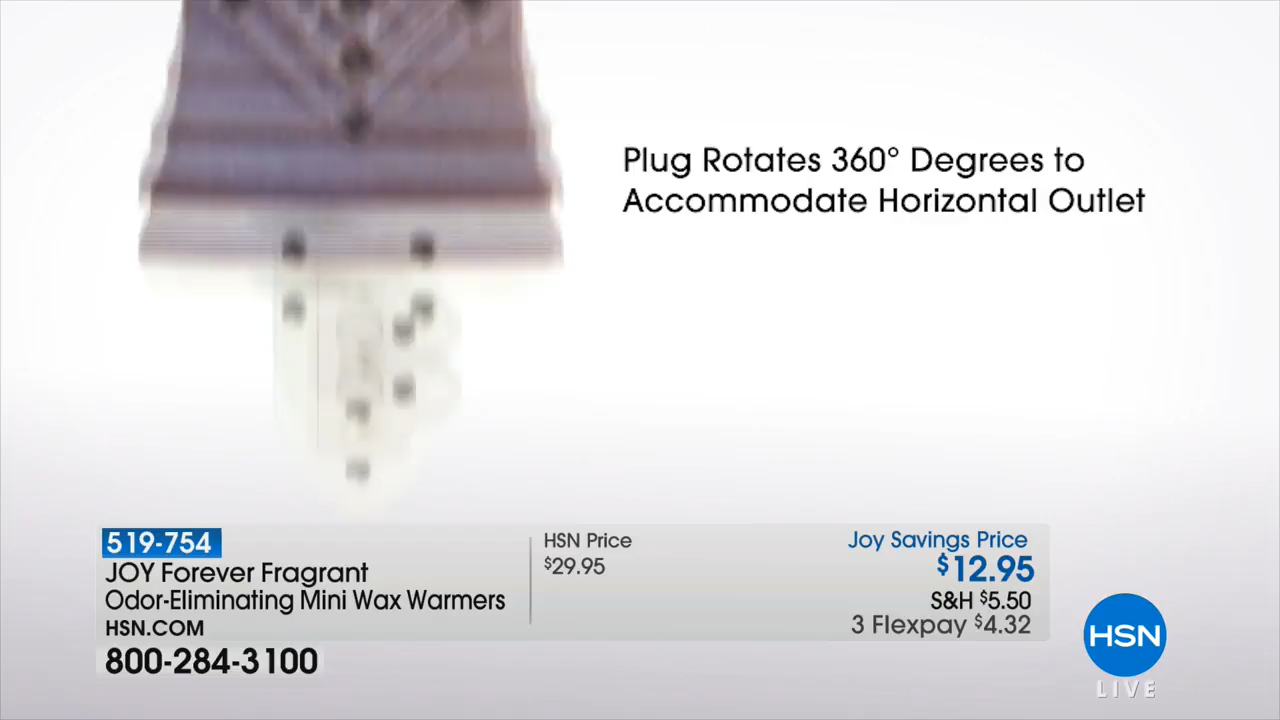 Plug Rotates 360° Degrees to
Accommodate Horizontal Outlet
519-754
JOY Forever Fragrant
Odor-Eliminating Mini Wax Warmers
HSN.COM
800-284-3100
HSN Price
$29.95
Joy Savings Price
$12.95
S&H $5.50
3 Flexpay $4.32
HSN
LIVE